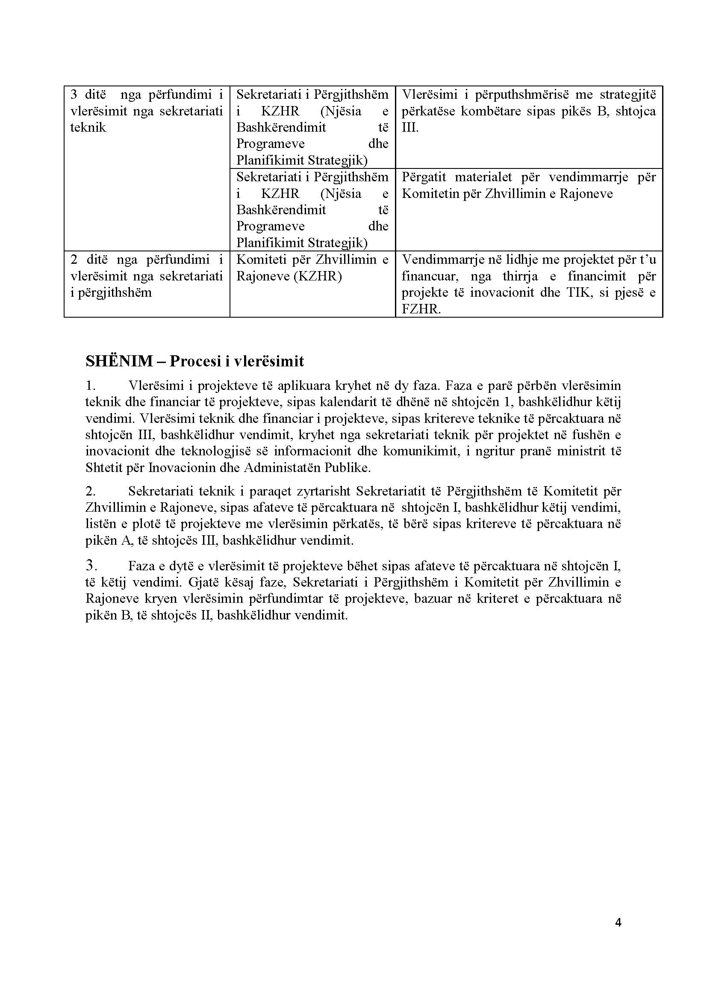 3 ditë nga përfundimi i
vlerësimit nga sekretariati
teknik
Sekretariati i Përgjithshëm
i KZHR (Njësia e
Bashkërendimit të
Programeve dhe
Planifikimit Strategjik)
Vlerësimi i përputhshmërisë me strategjitë
përkatëse kombëtare sipas pikës B, shtojca
III.
Sekretariati i Përgjithshëm
i KZHR (Njësia e
Bashkërendimit të
Programeve dhe
Planifikimit Strategjik)
Përgatit materialet për vendimmarrje për
Komitetin për Zhvillimin e Rajoneve
2 ditë nga përfundimi i
vlerësimit nga sekretariati
i përgjithshëm
Komiteti për Zhvillimin e
Rajoneve (KZHR)
Vendimmarrje në lidhje me projektet për t’u
financuar, nga thirrja e financimit për
projekte të inovacionit dhe TIK, si pjesë e
FZHR.
SHËNIM – Procesi i vlerësimit
1. Vlerësimi i projekteve të aplikuara kryhet në dy faza. Faza e parë përbën vlerësimin
teknik dhe financiar të projekteve, sipas kalendarit të dhënë në shtojcën 1, bashkëlidhur këtij
vendimi. Vlerësimi teknik dhe financiar i projekteve, sipas kritereve teknike të përcaktuara në
shtojcën III, bashkëlidhur vendimit, kryhet nga sekretariati teknik për projektet në fushën e
inovacionit dhe teknologjisë së informacionit dhe komunikimit, i ngritur pranë ministrit të
Shtetit për Inovacionin dhe Administatën Publike.
2. Sekretariati teknik i paraqet zyrtarisht Sekretariatit të Përgjithshëm të Komitetit për
Zhvillimin e Rajoneve, sipas afateve të përcaktuara në shtojcën I, bashkëlidhur këtij vendimi,
listën e plotë të projekteve me vlerësimin përkatës, të bërë sipas kritereve të përcaktuara në
pikën A, të shtojcës III, bashkëlidhur vendimit.
3. Faza e dytë e vlerësimit të projekteve bëhet sipas afateve të përcaktuara në shtojcën I,
të këtij vendimi. Gjatë kësaj faze, Sekretariati i Përgjithshëm i Komitetit për Zhvillimin e
Rajoneve kryen vlerësimin përfundimtar të projekteve, bazuar në kriteret e përcaktuara në
pikën B, të shtojcës II, bashkëlidhur vendimit.
4